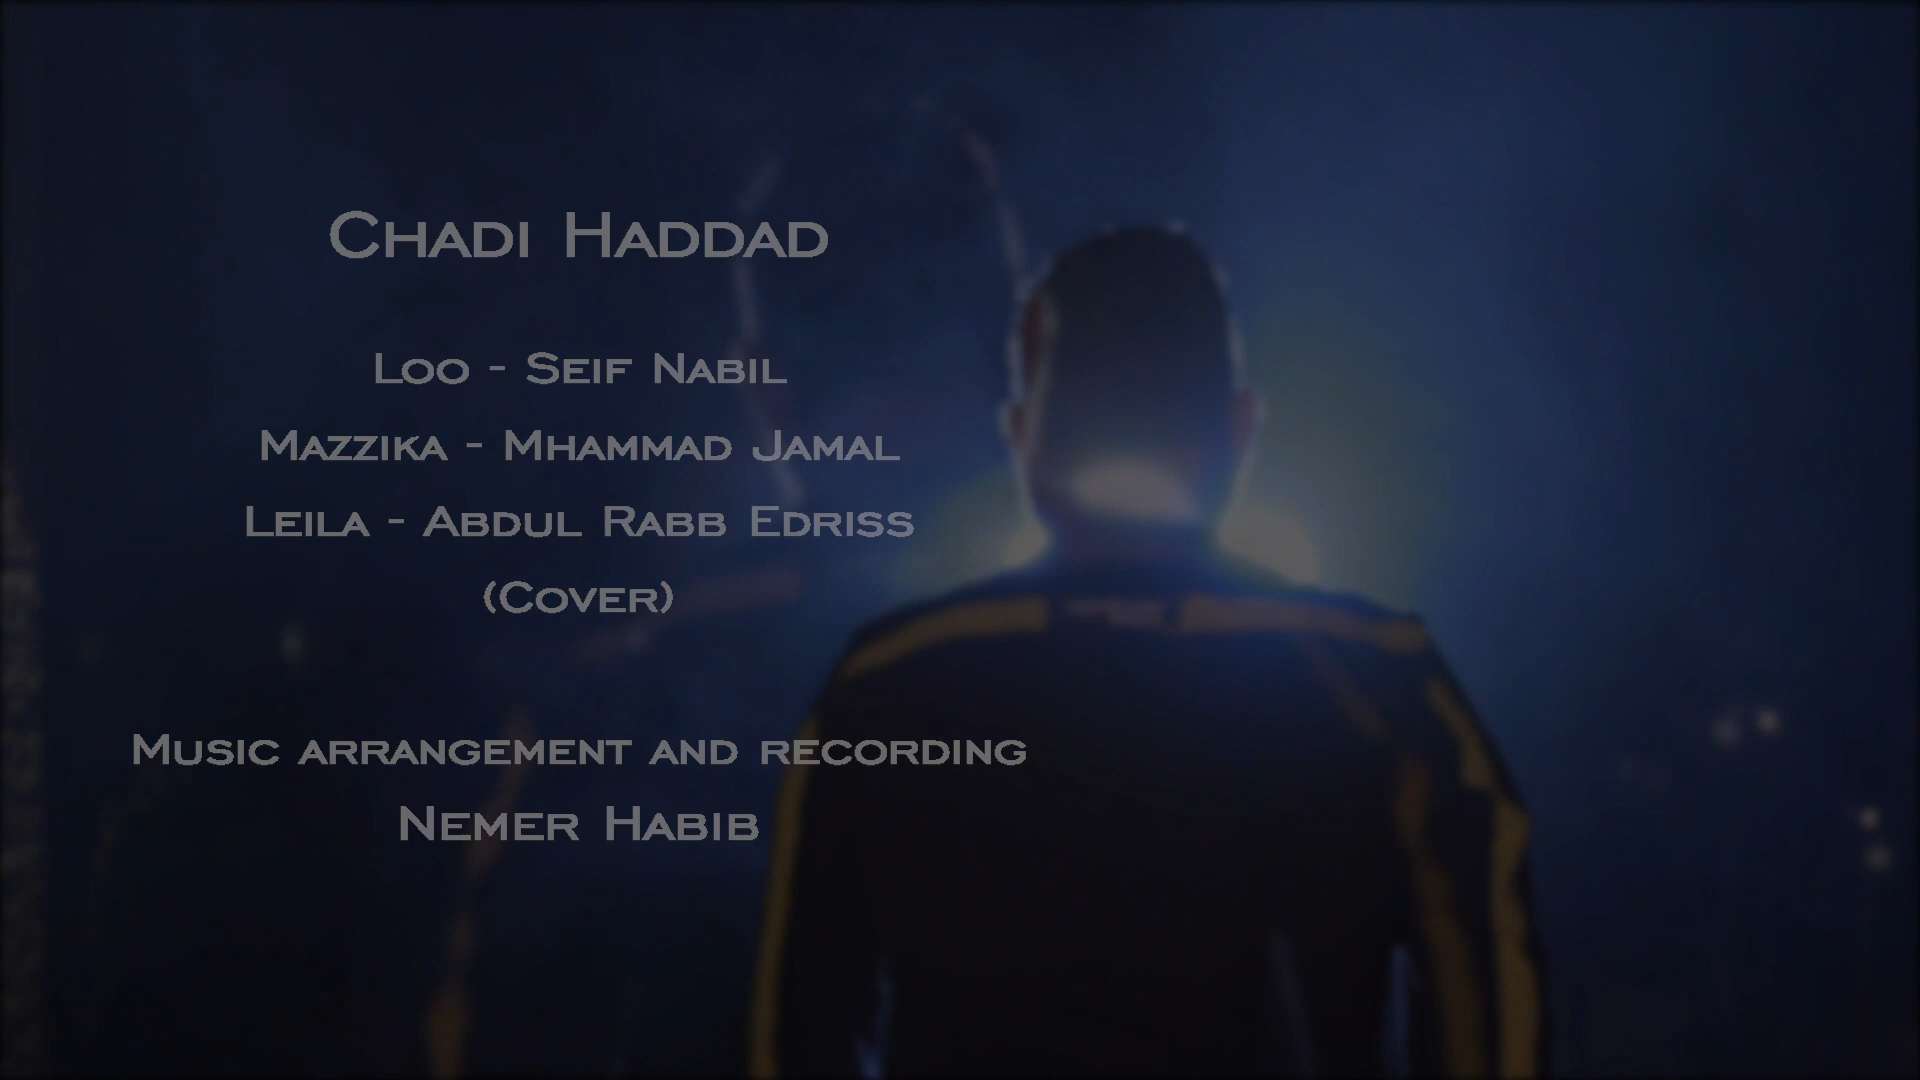 Chadi Haddad
Loo - Seif Nabil
Mazzika - Mhammad Jamal
Leila - Abdul Rabb Edriss
(Cover)
Music arrangement and recording
Nemer Habib